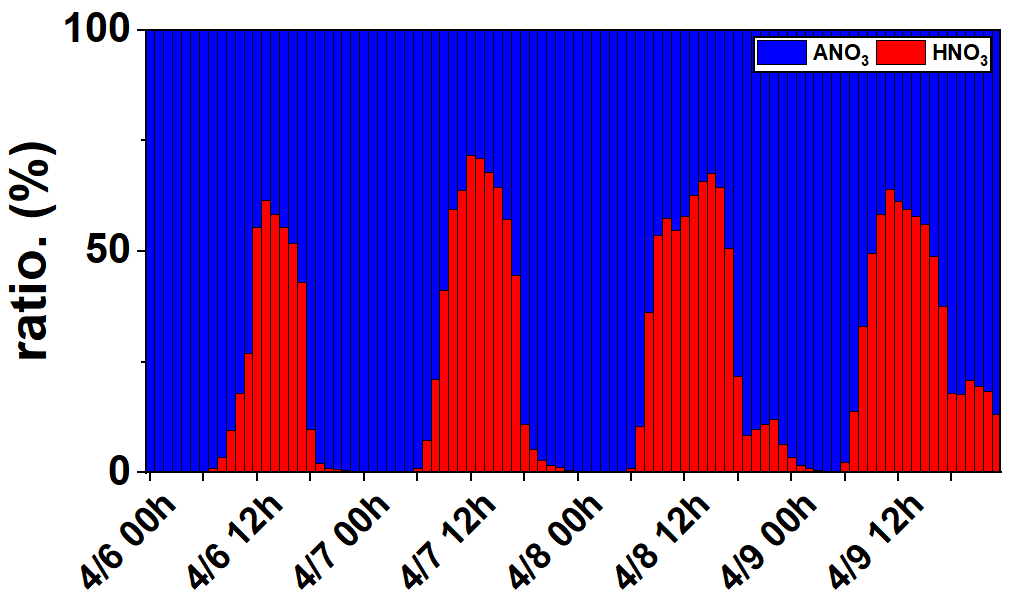 100
ANO₃ HNO₃
50
0
ratio. (%)
4/6 00h
4/6 12h
4/7 00h
4/7 12h
4/8 00h
4/8 12h
4/9 00h
4/9 12h